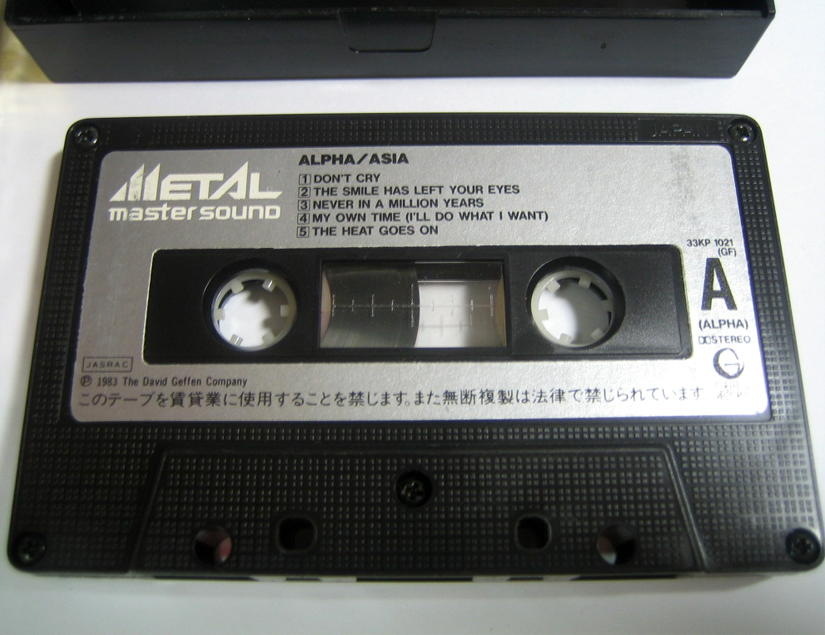 JAPAN
METAL
master sound
ALPHA/ASIA
1 DON'T CRY
2 THE SMILE HAS LEFT YOUR EYES
3 NEVER IN A MILLION YEARS
4 MY OWN TIME (I'LL DO WHAT I WANT)
5 THE HEAT GOES ON
33KP 1021
(GF)
A
(ALPHA)
STEREO
JASRAC
Ⓟ 1983 The David Geffen Company
このテープを賃貸業に使用することを禁じます。また無断複製は法律で禁じられています